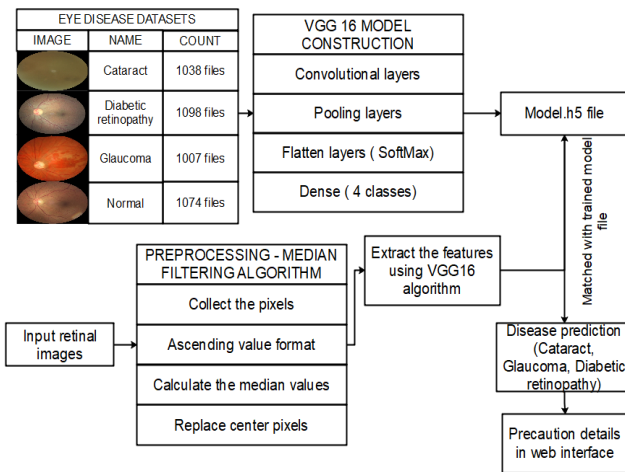 EYE DISEASE DATASETS
IMAGE NAME COUNT
Cataract 1038 files
Diabetic
retinopathy
1098 files
Glaucoma 1007 files
Normal 1074 files
VGG 16 MODEL
CONSTRUCTION
Convolutional layers
Pooling layers
Flatten layers ( SoftMax)
Dense ( 4 classes)
Model.h5 file
Matched with trained model
file
Input retinal
images
PREPROCESSING - MEDIAN
FILTERING ALGORITHM
Collect the pixels
Ascending value format
Calculate the median values
Replace center pixels
Extract the features
using VGG16
algorithm
Disease prediction
(Cataract,
Glaucoma, Diabetic
retinopathy)
Precaution details
in web interface